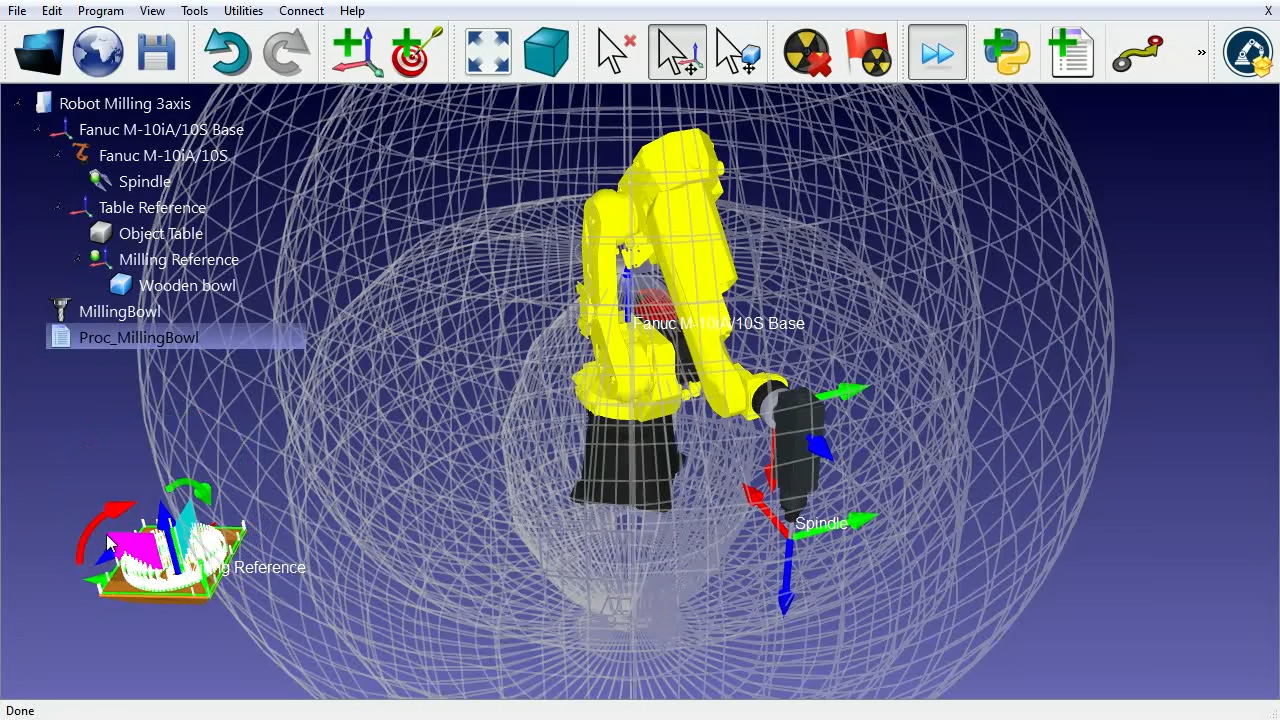 File Edit Program View Tools Utilities Connect Help X
»
Robot Milling 3axis
Fanuc M-10iA/10S Base
Fanuc M-10iA/10S
Spindle
Table Reference
Object Table
Milling Reference
Wooden bowl
MillingBowl
Proc_MillingBowl
Fanuc M-10iA/10S Base
Spindle
ng Reference
Done